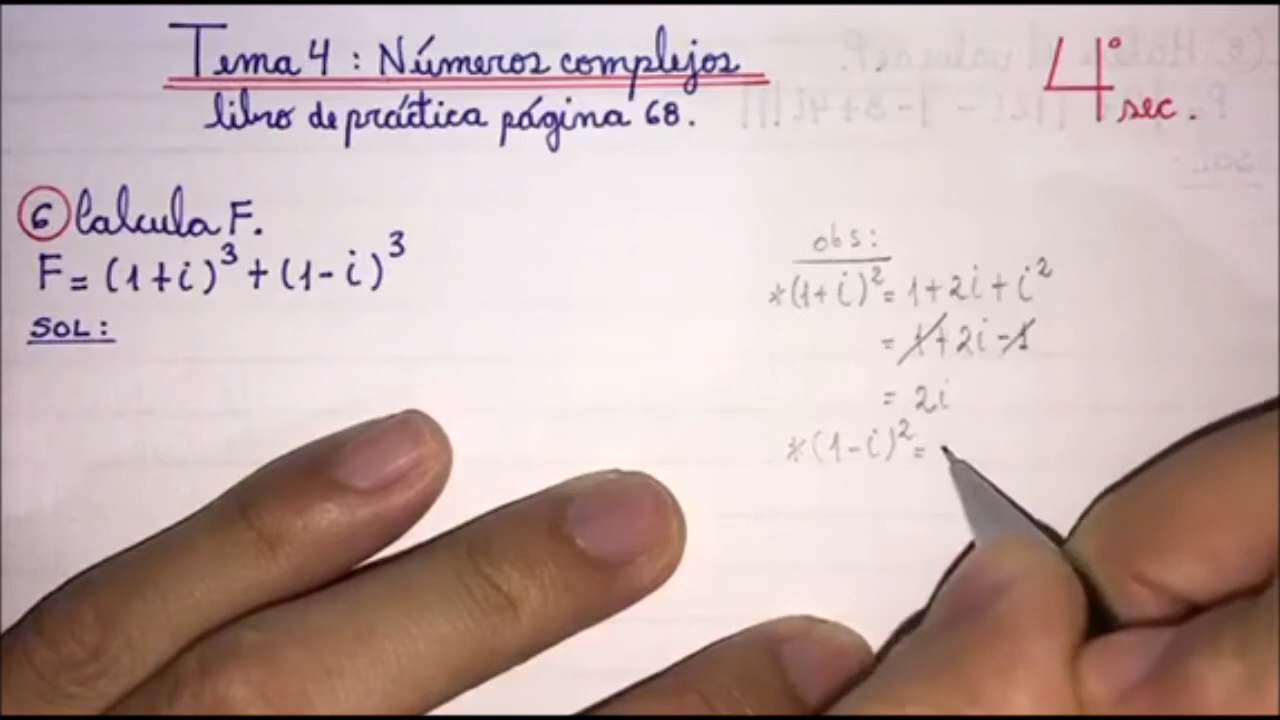 Tema 4 : Números complejos
libro de práctica página 68.
4° sec.
6 Calcula F.
F = (1+i)³ + (1-i)³
SOL:
obs:
*(1+i)² = 1+2i+i²
= 1+2i-1
= 2i
*(1-i)² =